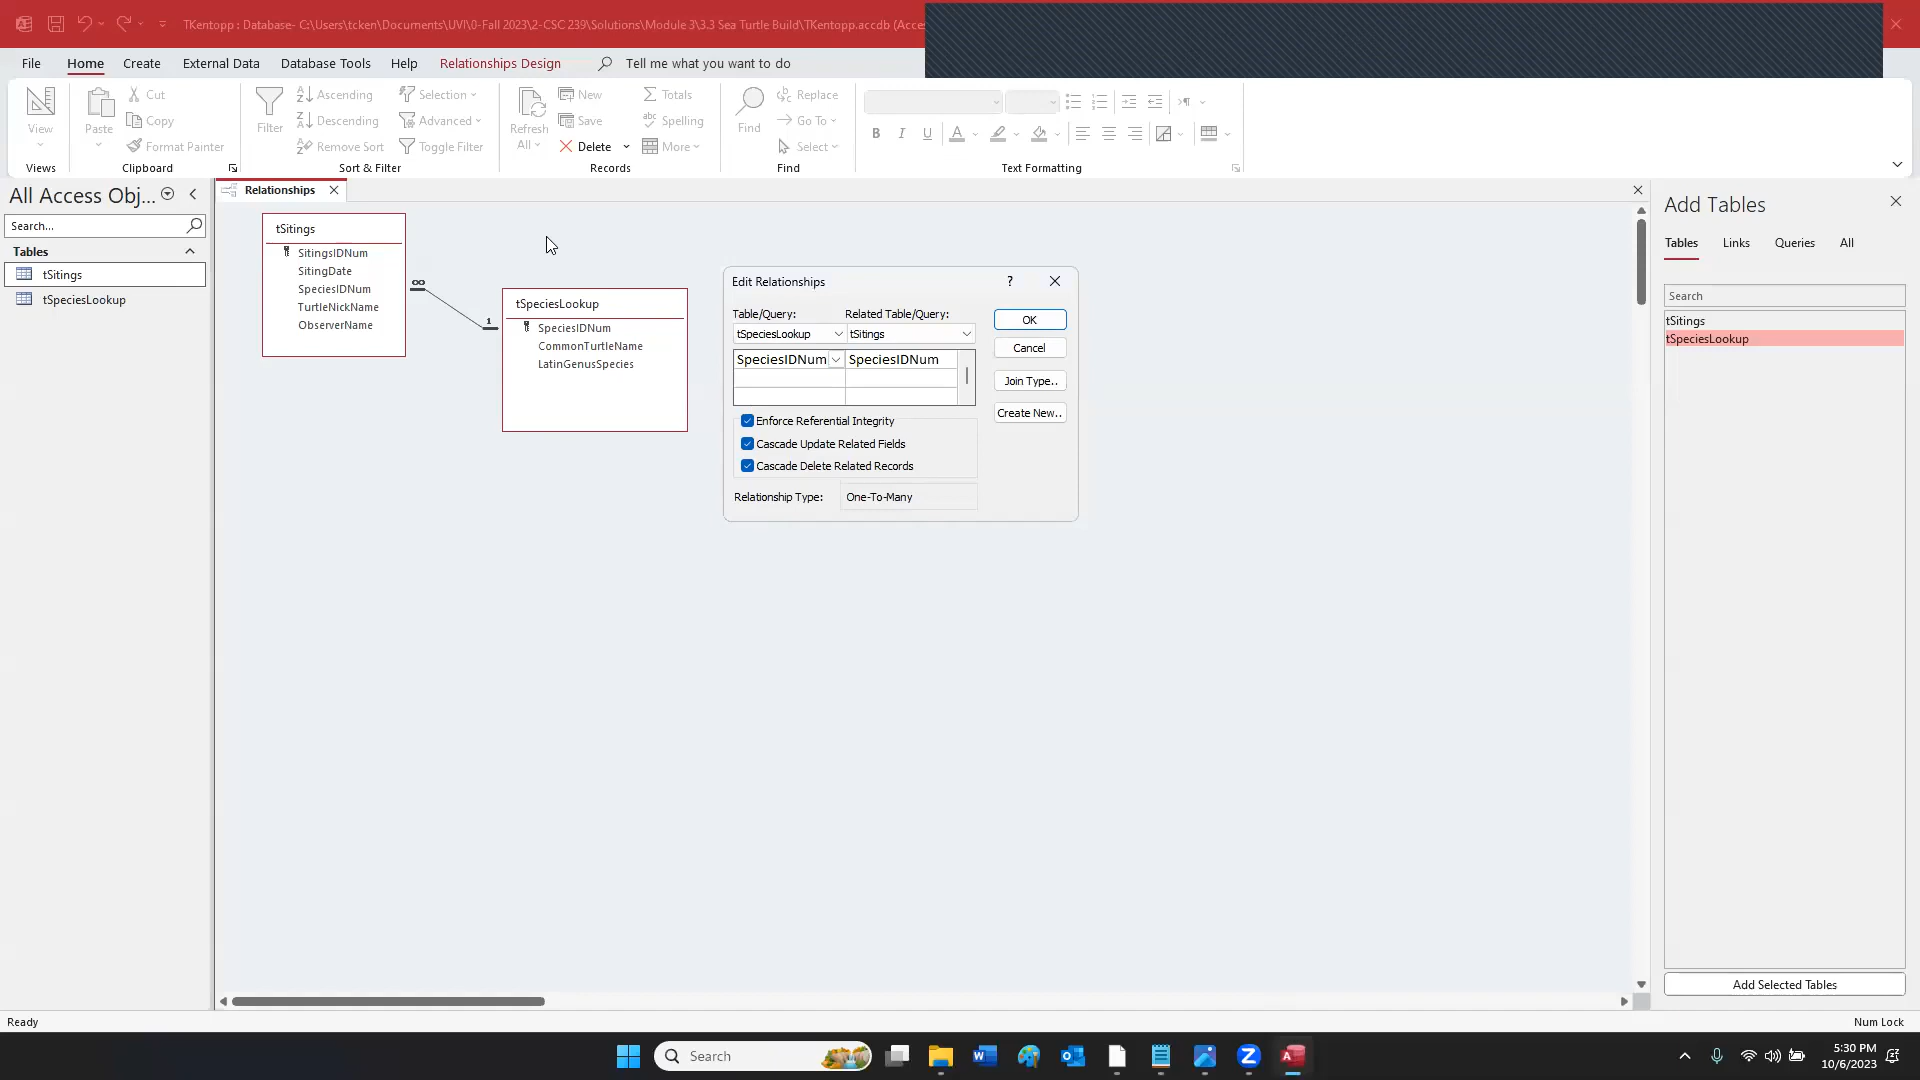 TKentopp : Database- C:\Users\tcken\Documents\UVI\0-Fall 2023\2-CSC 239\Solutions\Module 3\3.3 Sea Turtle Build\TKentopp.accdb (Acces
File Home Create External Data Database Tools Help Relationships Design Tell me what you want to do
View
Views
Paste
Cut
Copy
Format Painter
Clipboard
Filter
Ascending
Descending
Remove Sort
Selection
Advanced
Toggle Filter
Sort & Filter
Refresh
All
New
Save
Delete
Totals
Spelling
More
Records
Find
Replace
Go To
Select
Find
B I U A
Text Formatting
All Access Obj...
Search...
Tables
tSitings
tSpeciesLookup
Relationships
tSitings
SitingsIDNum
SitingDate
SpeciesIDNum
TurtleNickName
ObserverName
∞
1
tSpeciesLookup
SpeciesIDNum
CommonTurtleName
LatinGenusSpecies
Edit Relationships
?
Table/Query: Related Table/Query:
tSpeciesLookup tSitings
SpeciesIDNum SpeciesIDNum
OK
Cancel
Join Type..
Create New..
Enforce Referential Integrity
Cascade Update Related Fields
Cascade Delete Related Records
Relationship Type: One-To-Many
Add Tables
Tables Links Queries All
Search
tSitings
tSpeciesLookup
Add Selected Tables
Ready
Num Lock
Search
5:30 PM
10/6/2023